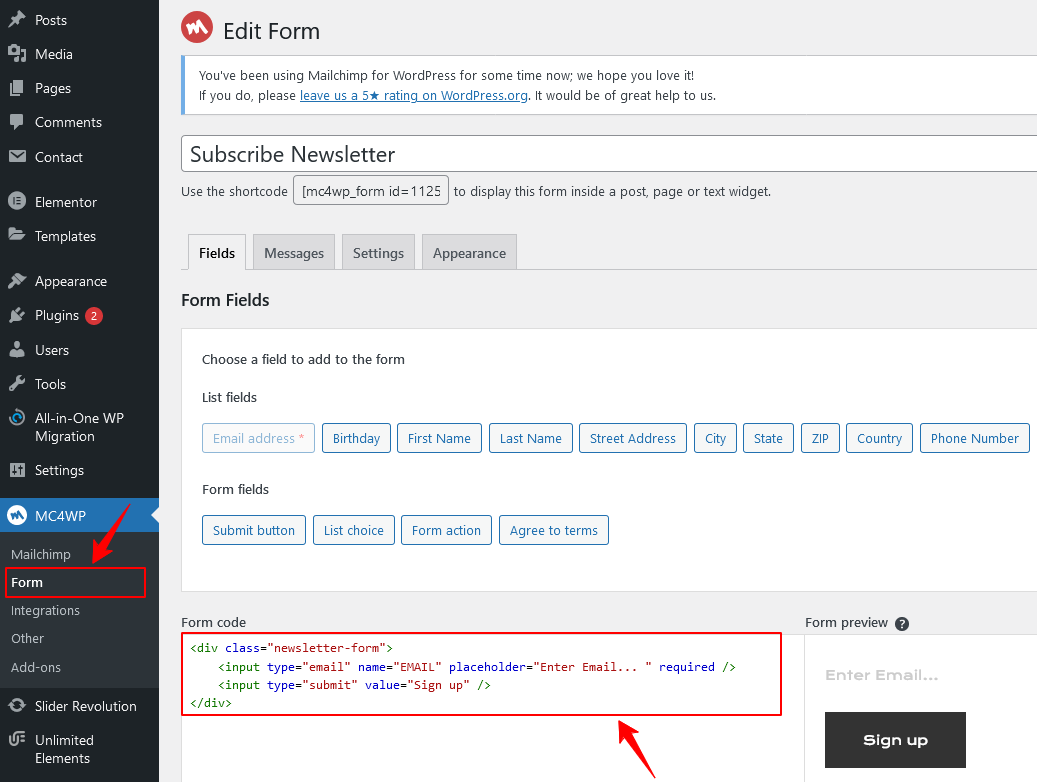 Posts
Media
Pages
Comments
Contact
Elementor
Templates
Appearance
Plugins 2
Users
Tools
All-in-One WP
Migration
Settings
MC4WP
Mailchimp
Form
Integrations
Other
Add-ons
Slider Revolution
Unlimited
Elements
Edit Form
You've been using Mailchimp for WordPress for some time now; we hope you love it!
If you do, please leave us a 5★ rating on WordPress.org. It would be of great help to us.
Subscribe Newsletter
Use the shortcode [mc4wp_form id=1125 to display this form inside a post, page or text widget.
Fields Messages Settings Appearance
Form Fields
Choose a field to add to the form
List fields
Email address * Birthday First Name Last Name Street Address City State ZIP Country Phone Number
Form fields
Submit button List choice Form action Agree to terms
Form code
<div class="newsletter-form">
<input type="email" name="EMAIL" placeholder="Enter Email... " required />
<input type="submit" value="Sign up" />
</div>
Form preview ?
Enter Email...
Sign up